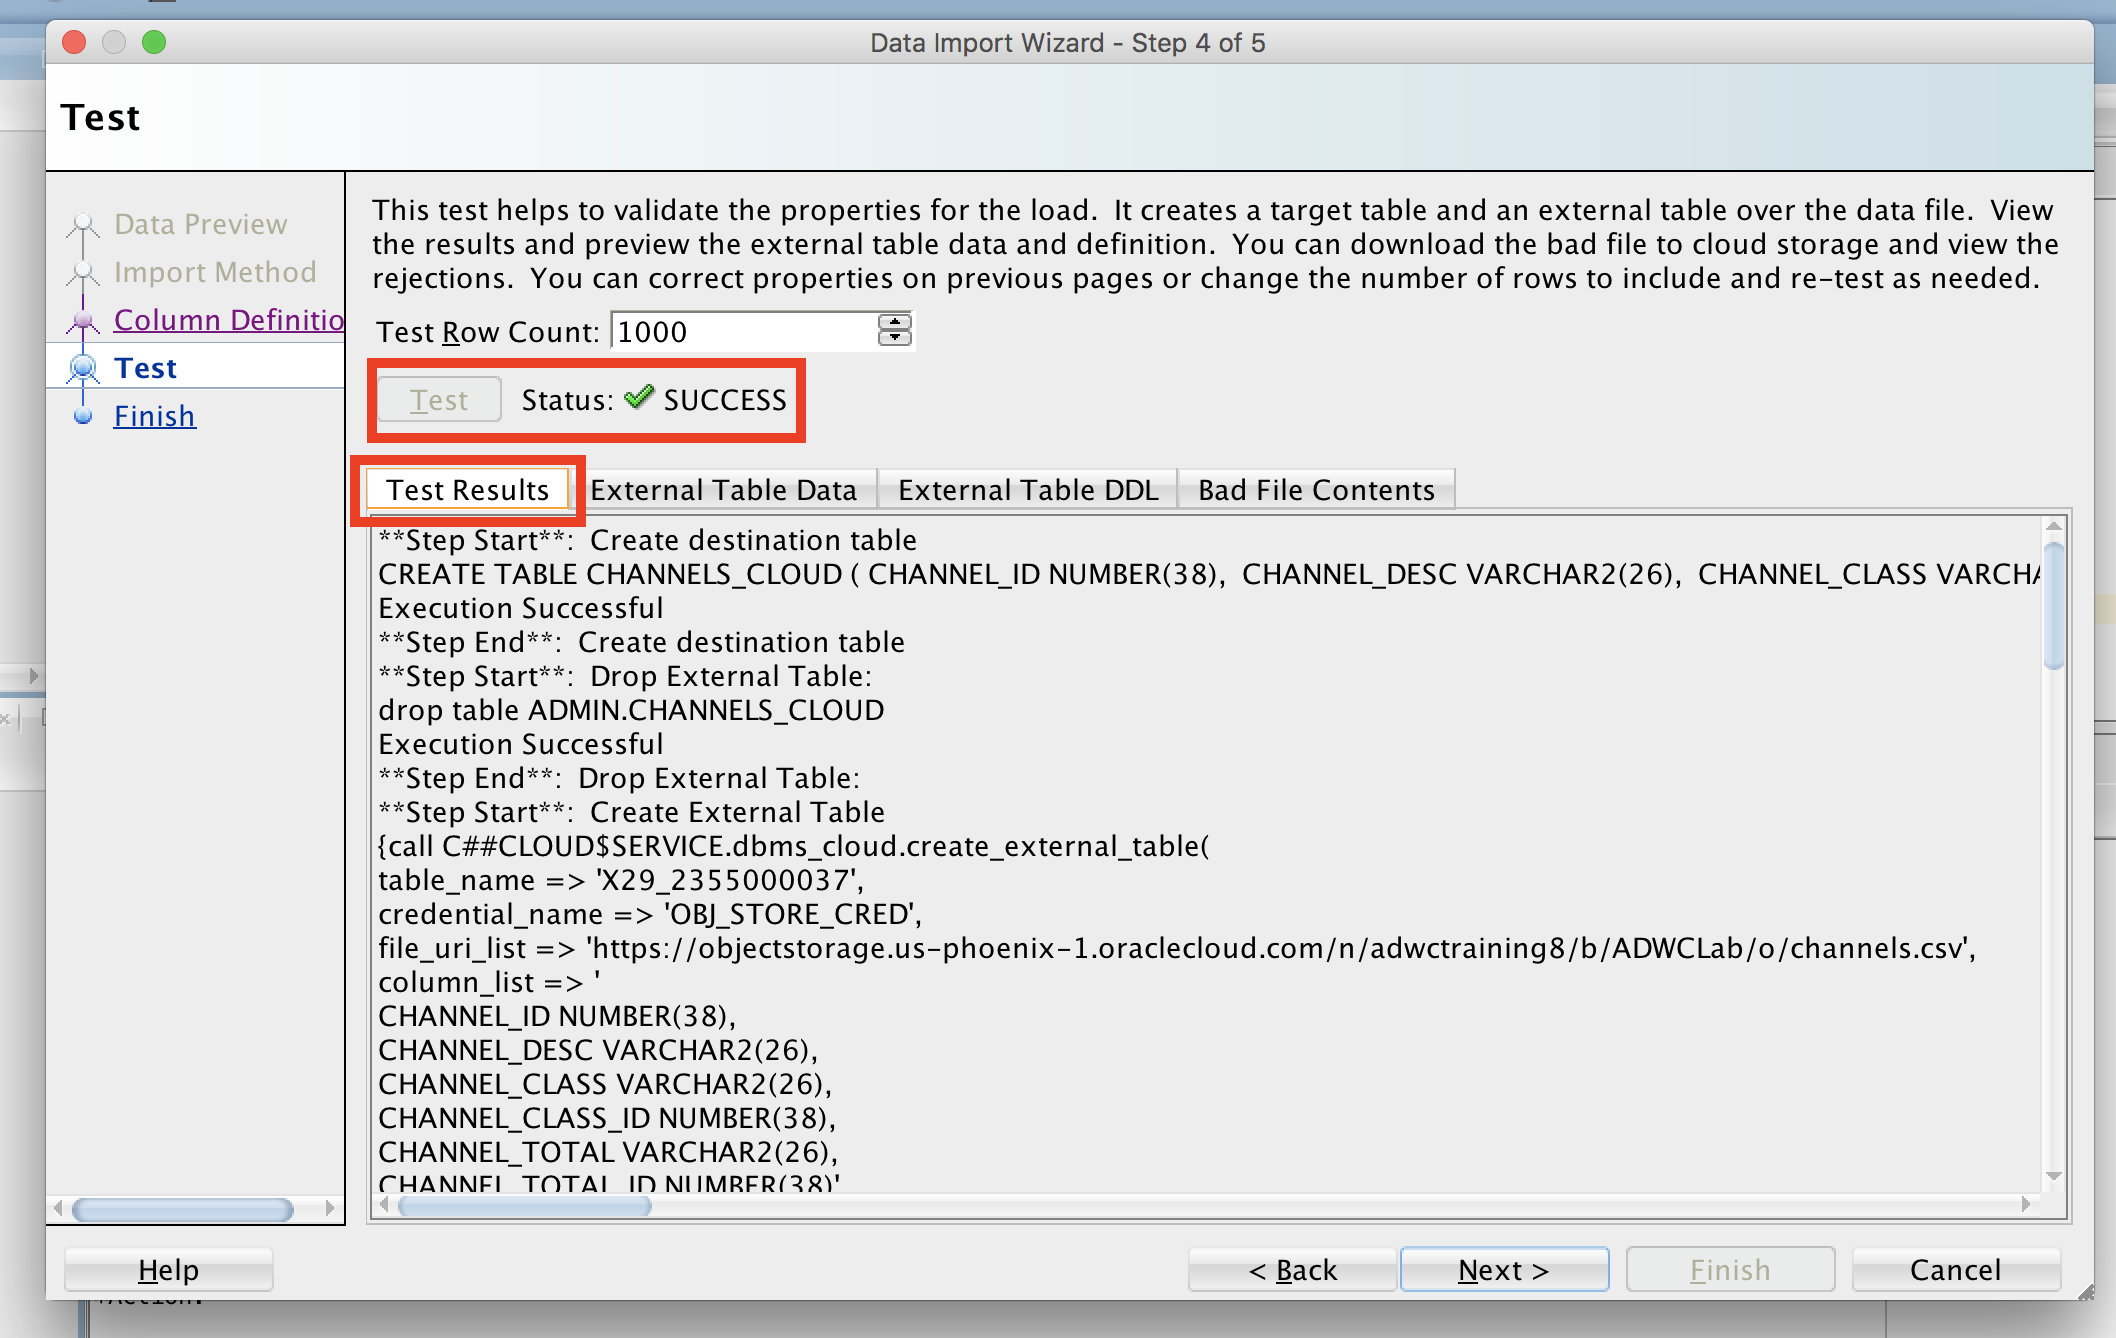 Data Import Wizard - Step 4 of 5
Test
Data Preview
Import Method
Column Definitio
Test
Finish
This test helps to validate the properties for the load.  It creates a target table and an external table over the data file.  View
the results and preview the external table data and definition.  You can download the bad file to cloud storage and view the
rejections.  You can correct properties on previous pages or change the number of rows to include and re-test as needed.
Test Row Count: 1000
Test Status: SUCCESS
Test Results External Table Data External Table DDL Bad File Contents
**Step Start**:  Create destination table
CREATE TABLE CHANNELS_CLOUD ( CHANNEL_ID NUMBER(38),  CHANNEL_DESC VARCHAR2(26),  CHANNEL_CLASS VARCHA
Execution Successful
**Step End**:  Create destination table
**Step Start**:  Drop External Table:
drop table ADMIN.CHANNELS_CLOUD
Execution Successful
**Step End**:  Drop External Table:
**Step Start**:  Create External Table
{call C##CLOUD$SERVICE.dbms_cloud.create_external_table(
table_name => 'X29_2355000037',
credential_name => 'OBJ_STORE_CRED',
file_uri_list => 'https://objectstorage.us-phoenix-1.oraclecloud.com/n/adwctraining8/b/ADWCLab/o/channels.csv',
column_list => '
CHANNEL_ID NUMBER(38),
CHANNEL_DESC VARCHAR2(26),
CHANNEL_CLASS VARCHAR2(26),
CHANNEL_CLASS_ID NUMBER(38),
CHANNEL_TOTAL VARCHAR2(26),
CHANNEL_TOTAL_ID NUMBER(38)'
Help < Back Next > Finish Cancel